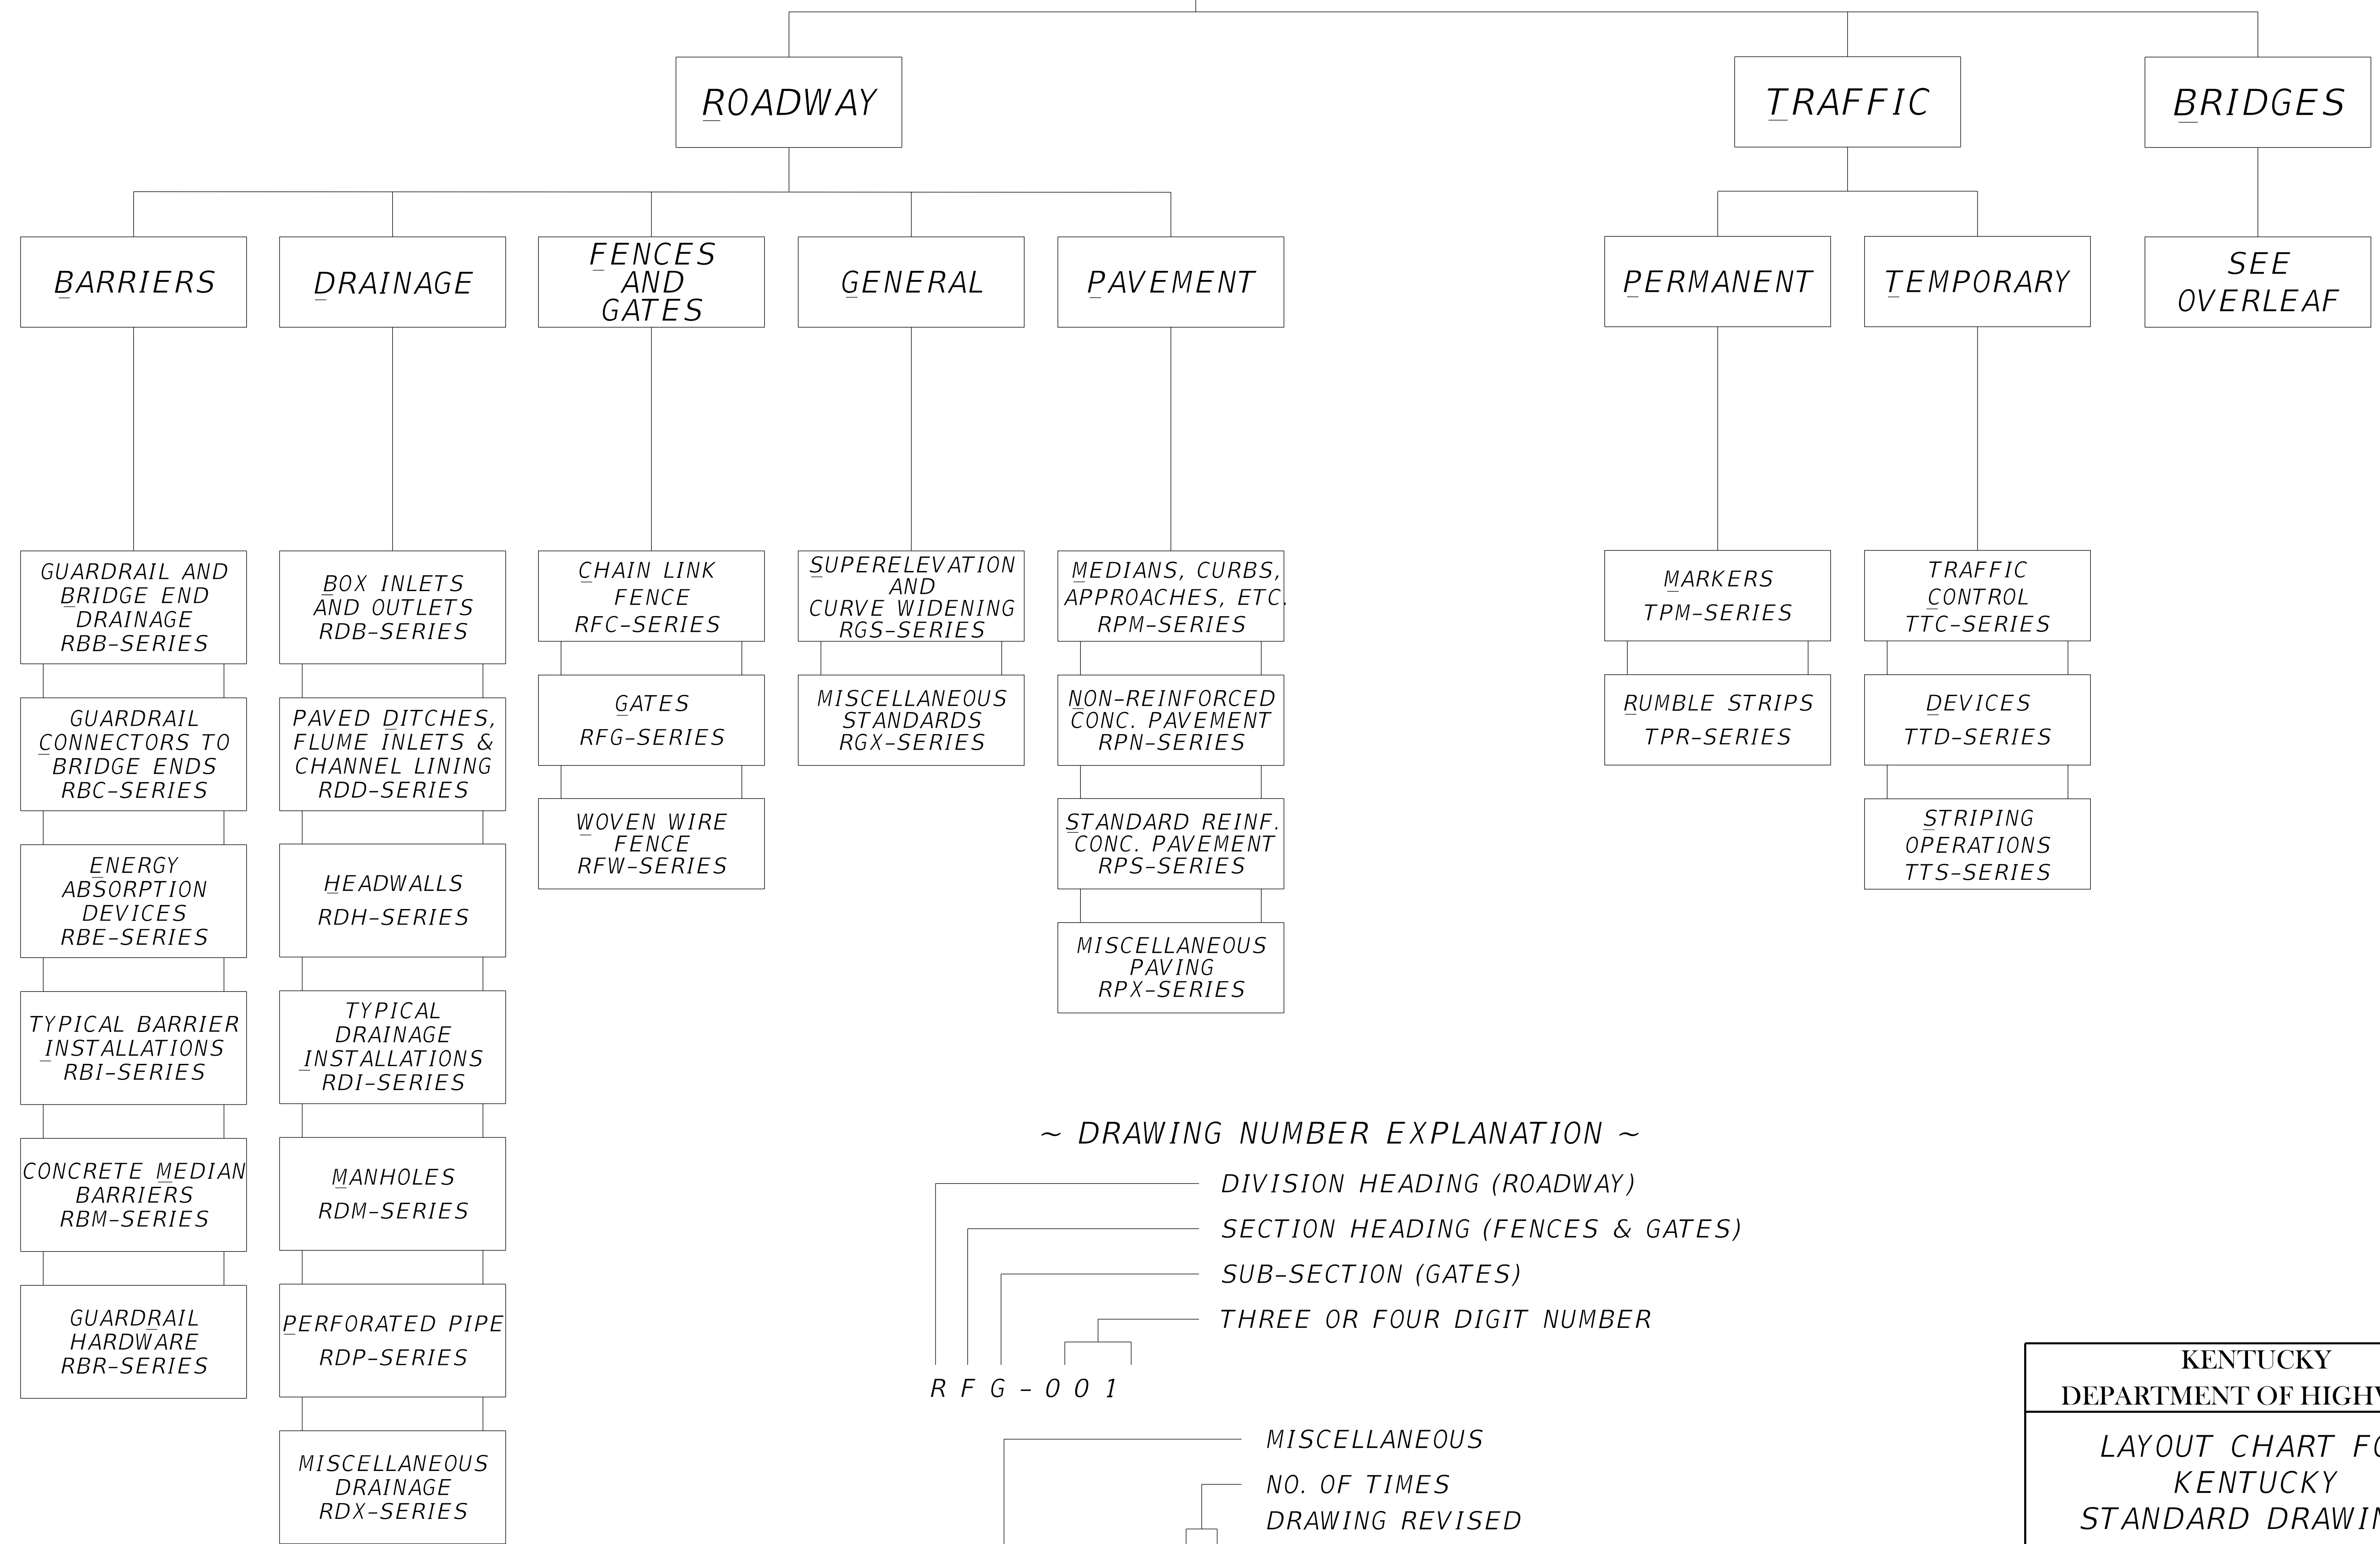 ROADWAY
TRAFFIC
BRIDGES
BARRIERS
DRAINAGE
FENCES
AND
GATES
GENERAL
PAVEMENT
PERMANENT
TEMPORARY
SEE
OVERLEAF
GUARDRAIL AND
BRIDGE END
DRAINAGE
RBB-SERIES
GUARDRAIL
CONNECTORS TO
BRIDGE ENDS
RBC-SERIES
ENERGY
ABSORPTION
DEVICES
RBE-SERIES
TYPICAL BARRIER
INSTALLATIONS
RBI-SERIES
CONCRETE MEDIAN
BARRIERS
RBM-SERIES
GUARDRAIL
HARDWARE
RBR-SERIES
BOX INLETS
AND OUTLETS
RDB-SERIES
PAVED DITCHES,
FLUME INLETS &
CHANNEL LINING
RDD-SERIES
HEADWALLS
RDH-SERIES
TYPICAL
DRAINAGE
INSTALLATIONS
RDI-SERIES
MANHOLES
RDM-SERIES
PERFORATED PIPE
RDP-SERIES
MISCELLANEOUS
DRAINAGE
RDX-SERIES
CHAIN LINK
FENCE
RFC-SERIES
GATES
RFG-SERIES
WOVEN WIRE
FENCE
RFW-SERIES
SUPERELEVATION
AND
CURVE WIDENING
RGS-SERIES
MISCELLANEOUS
STANDARDS
RGX-SERIES
MEDIANS, CURBS,
APPROACHES, ETC.
RPM-SERIES
NON-REINFORCED
CONC. PAVEMENT
RPN-SERIES
STANDARD REINF.
CONC. PAVEMENT
RPS-SERIES
MISCELLANEOUS
PAVING
RPX-SERIES
MARKERS
TPM-SERIES
RUMBLE STRIPS
TPR-SERIES
TRAFFIC
CONTROL
TTC-SERIES
DEVICES
TTD-SERIES
STRIPING
OPERATIONS
TTS-SERIES
~ DRAWING NUMBER EXPLANATION ~
DIVISION HEADING (ROADWAY)
SECTION HEADING (FENCES & GATES)
SUB-SECTION (GATES)
THREE OR FOUR DIGIT NUMBER
R F G - 0 0 1
MISCELLANEOUS
NO. OF TIMES
DRAWING REVISED
KENTUCKY
DEPARTMENT OF
LAYOUT CHART
KENTUCKY
STANDARD